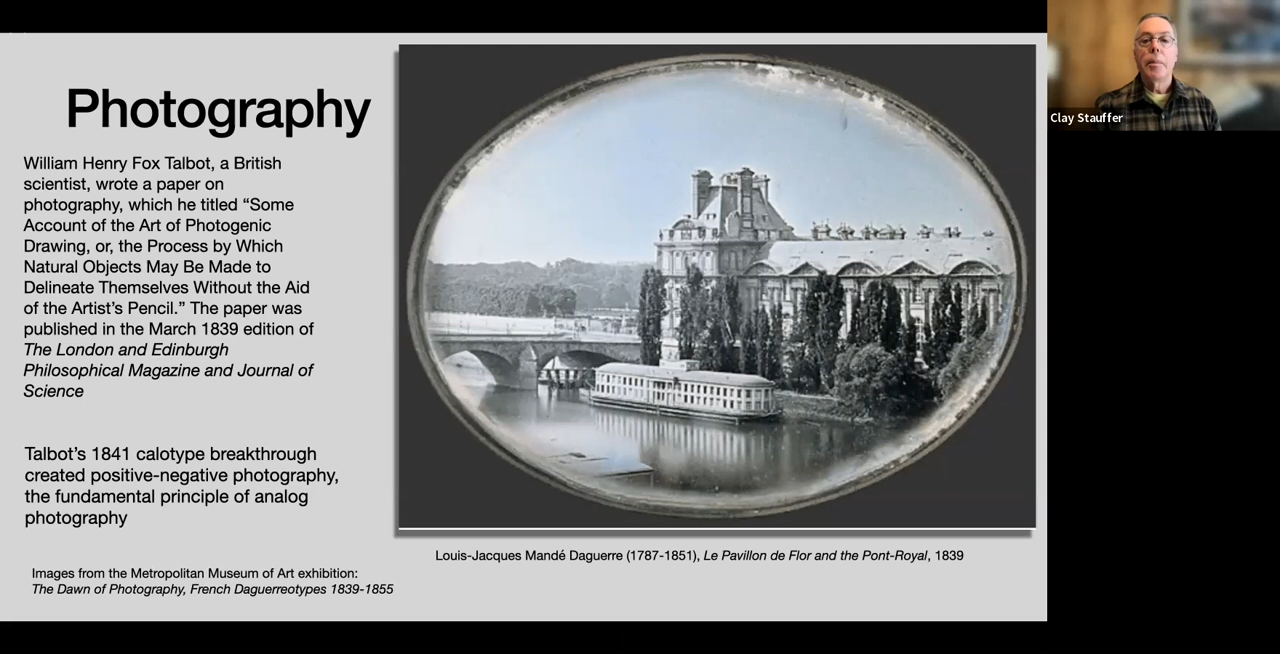 Photography
William Henry Fox Talbot, a British
scientist, wrote a paper on
photography, which he titled “Some
Account of the Art of Photogenic
Drawing, or, the Process by Which
Natural Objects May Be Made to
Delineate Themselves Without the Aid
of the Artist’s Pencil.” The paper was
published in the March 1839 edition of
The London and Edinburgh
Philosophical Magazine and Journal of
Science
Talbot’s 1841 calotype breakthrough
created positive-negative photography,
the fundamental principle of analog
photography
Images from the Metropolitan Museum of Art exhibition:
The Dawn of Photography, French Daguerreotypes 1839-1855
Louis-Jacques Mandé Daguerre (1787-1851), Le Pavillon de Flor and the Pont-Royal, 1839
Clay Stauffer